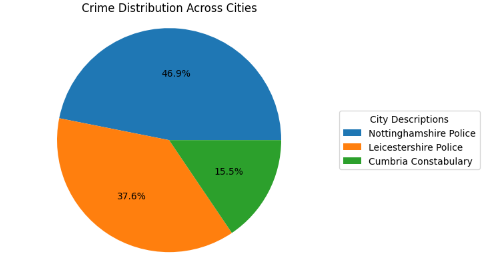 Crime Distribution Across Cities
46.9%
37.6%
15.5%
City Descriptions
Nottinghamshire Police
Leicestershire Police
Cumbria Constabulary